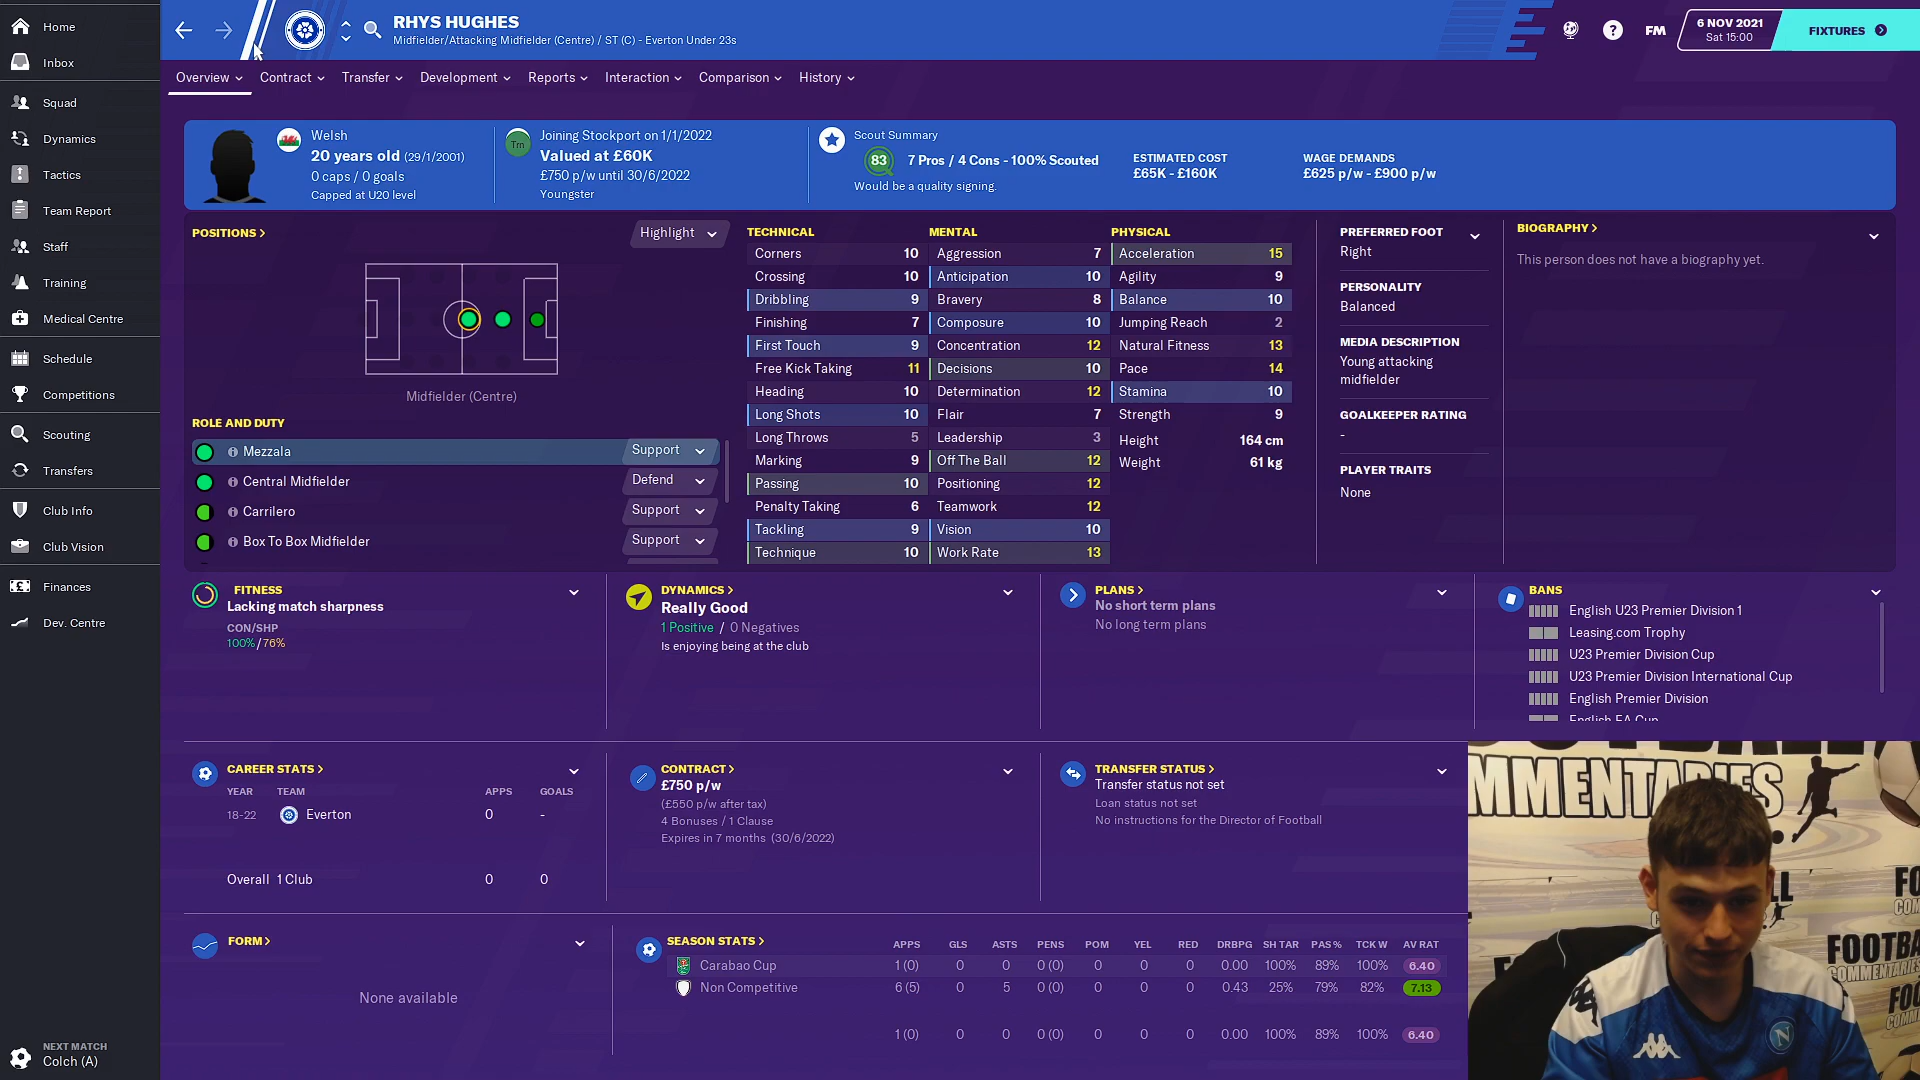 Home
Inbox
Squad
Dynamics
Tactics
Team Report
Staff
Training
Medical Centre
Schedule
Competitions
Scouting
Transfers
Club Info
Club Vision
Finances
Dev. Centre
NEXT MATCH
Colch (A)
RHYS HUGHES
Midfielder/Attacking Midfielder (Centre) / ST (C) - Everton Under 23s
? FM
6 NOV 2021
Sat 15:00
FIXTURES
Overview Contract Transfer Development Reports Interaction Comparison History
Welsh
20 years old (29/1/2001)
0 caps / 0 goals
Capped at U20 level
Trn
Joining Stockport on 1/1/2022
Valued at £60K
£750 p/w until 30/6/2022
Youngster
Scout Summary
83 7 Pros / 4 Cons - 100% Scouted
Would be a quality signing.
ESTIMATED COST
£65K - £160K
WAGE DEMANDS
£625 p/w - £900 p/w
POSITIONS >
Highlight
Midfielder (Centre)
ROLE AND DUTY
Mezzala Support
Central Midfielder Defend
Carrilero Support
Box To Box Midfielder Support
TECHNICAL
Corners 10
Crossing 10
Dribbling 9
Finishing 7
First Touch 9
Free Kick Taking 11
Heading 10
Long Shots 10
Long Throws 5
Marking 9
Passing 10
Penalty Taking 6
Tackling 9
Technique 10
MENTAL
Aggression 7
Anticipation 10
Bravery 8
Composure 10
Concentration 12
Decisions 10
Determination 12
Flair 7
Leadership 3
Off The Ball 12
Positioning 12
Teamwork 12
Vision 10
Work Rate 13
PHYSICAL
Acceleration 15
Agility 9
Balance 10
Jumping Reach 2
Natural Fitness 13
Pace 14
Stamina 10
Strength 9
Height 164 cm
Weight 61 kg
PREFERRED FOOT
Right
PERSONALITY
Balanced
MEDIA DESCRIPTION
Young attacking
midfielder
GOALKEEPER RATING
-
PLAYER TRAITS
None
BIOGRAPHY >
This person does not have a biography yet.
FITNESS
Lacking match sharpness
CON/SHP
100%/76%
DYNAMICS >
Really Good
1 Positive / 0 Negatives
Is enjoying being at the club
PLANS >
No short term plans
No long term plans
BANS
English U23 Premier Division 1
Leasing.com Trophy
U23 Premier Division Cup
U23 Premier Division International Cup
English Premier Division
English FA Cup
CAREER STATS >
YEAR TEAM APPS GOALS
18-22 Everton 0 -
Overall 1 Club 0 0
CONTRACT >
£750 p/w
(£550 p/w after tax)
4 Bonuses / 1 Clause
Expires in 7 months (30/6/2022)
TRANSFER STATUS >
Transfer status not set
Loan status not set
No instructions for the Director of Football
FORM >
None available
SEASON STATS >
APPS GLS ASTS PENS POM YEL RED DRBPG SH TAR PAS % TCK W AV RAT
Carabao Cup 1 (0) 0 0 0 (0) 0 0 0 0.00 100% 89% 100% 6.40
Non Competitive 6 (5) 0 5 0 (0) 0 0 0 0.43 25% 79% 82% 7.13
1 (0) 0 0 0 (0) 0 0 0 0.00 100% 89% 100% 6.40